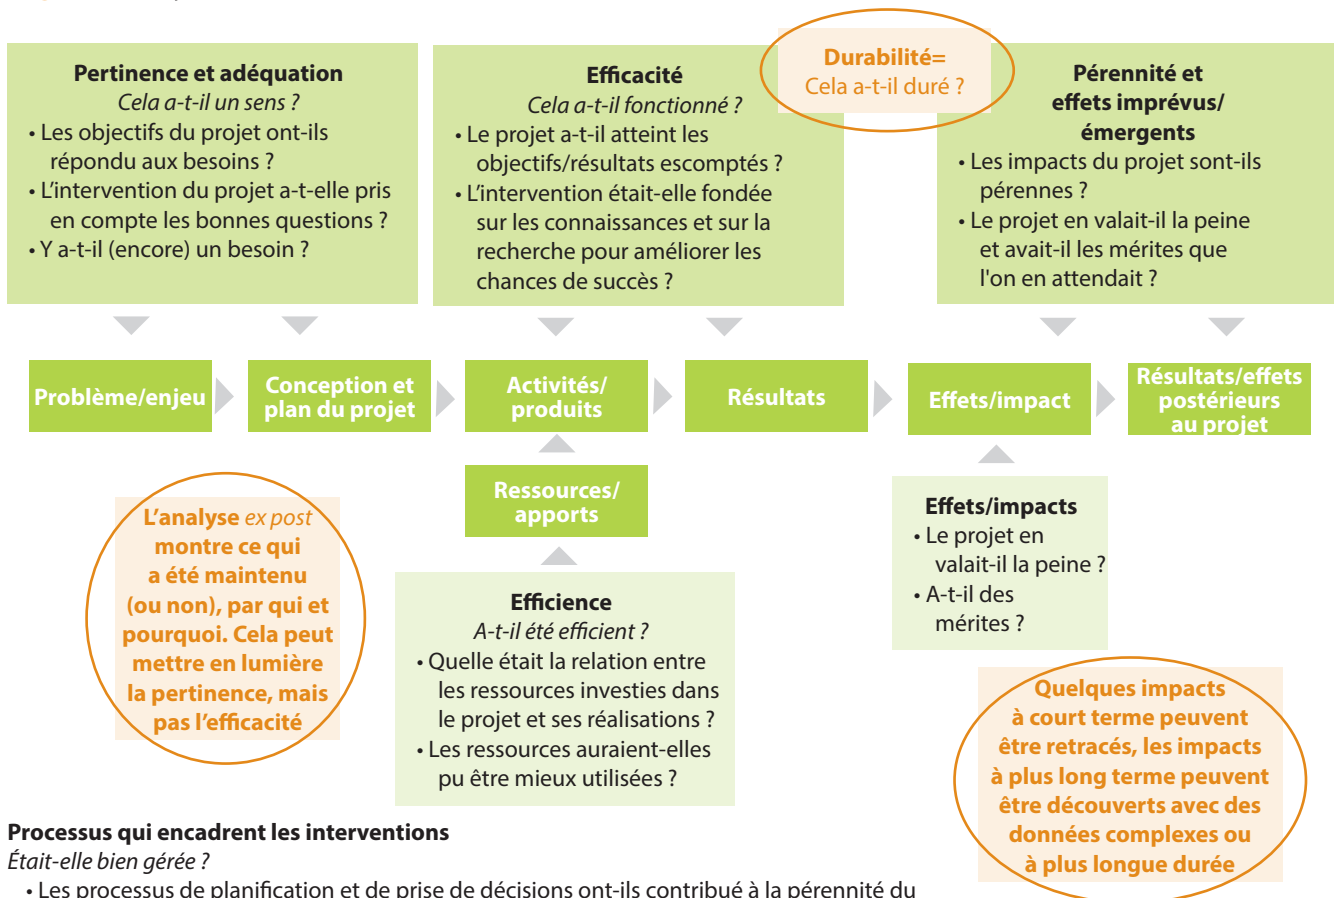 Pertinence et adéquation
Cela a-t-il un sens ?
• Les objectifs du projet ont-ils
répondu aux besoins ?
• L'intervention du projet a-t-elle pris
en compte les bonnes questions ?
• Y a-t-il (encore) un besoin ?
Efficacité
Cela a-t-il fonctionné ?
• Le projet a-t-il atteint les
objectifs/résultats escomptés ?
• L'intervention était-elle fondée
sur les connaissances et sur la
recherche pour améliorer les
chances de succès ?
Durabilité=
Cela a-t-il duré ?
Pérennité et
effets imprévus/
émergents
• Les impacts du projet sont-ils
pérennes ?
• Le projet en valait-il la peine
et avait-il les mérites que
l'on en attendait ?
Problème/enjeu
Conception et
plan du projet
Activités/
produits
Résultats
Effets/impact
Résultats/effets
postérieurs
au projet
Ressources/
apports
L'analyse ex post
montre ce qui
a été maintenu
(ou non), par qui et
pourquoi. Cela peut
mettre en lumière
la pertinence, mais
pas l'efficacité
Efficience
A-t-il été efficient ?
• Quelle était la relation entre
les ressources investies dans
le projet et ses réalisations ?
• Les ressources auraient-elles
pu être mieux utilisées ?
Effets/impacts
• Le projet en
valait-il la peine ?
• A-t-il des
mérites ?
Quelques impacts
à court terme peuvent
être retracés, les impacts
à plus long terme peuvent
être découverts avec des
données complexes ou
à plus longue durée
Processus qui encadrent les interventions
Était-elle bien gérée ?
• Les processus de planification et de prise de décisions ont-ils contribué à la pérennité du